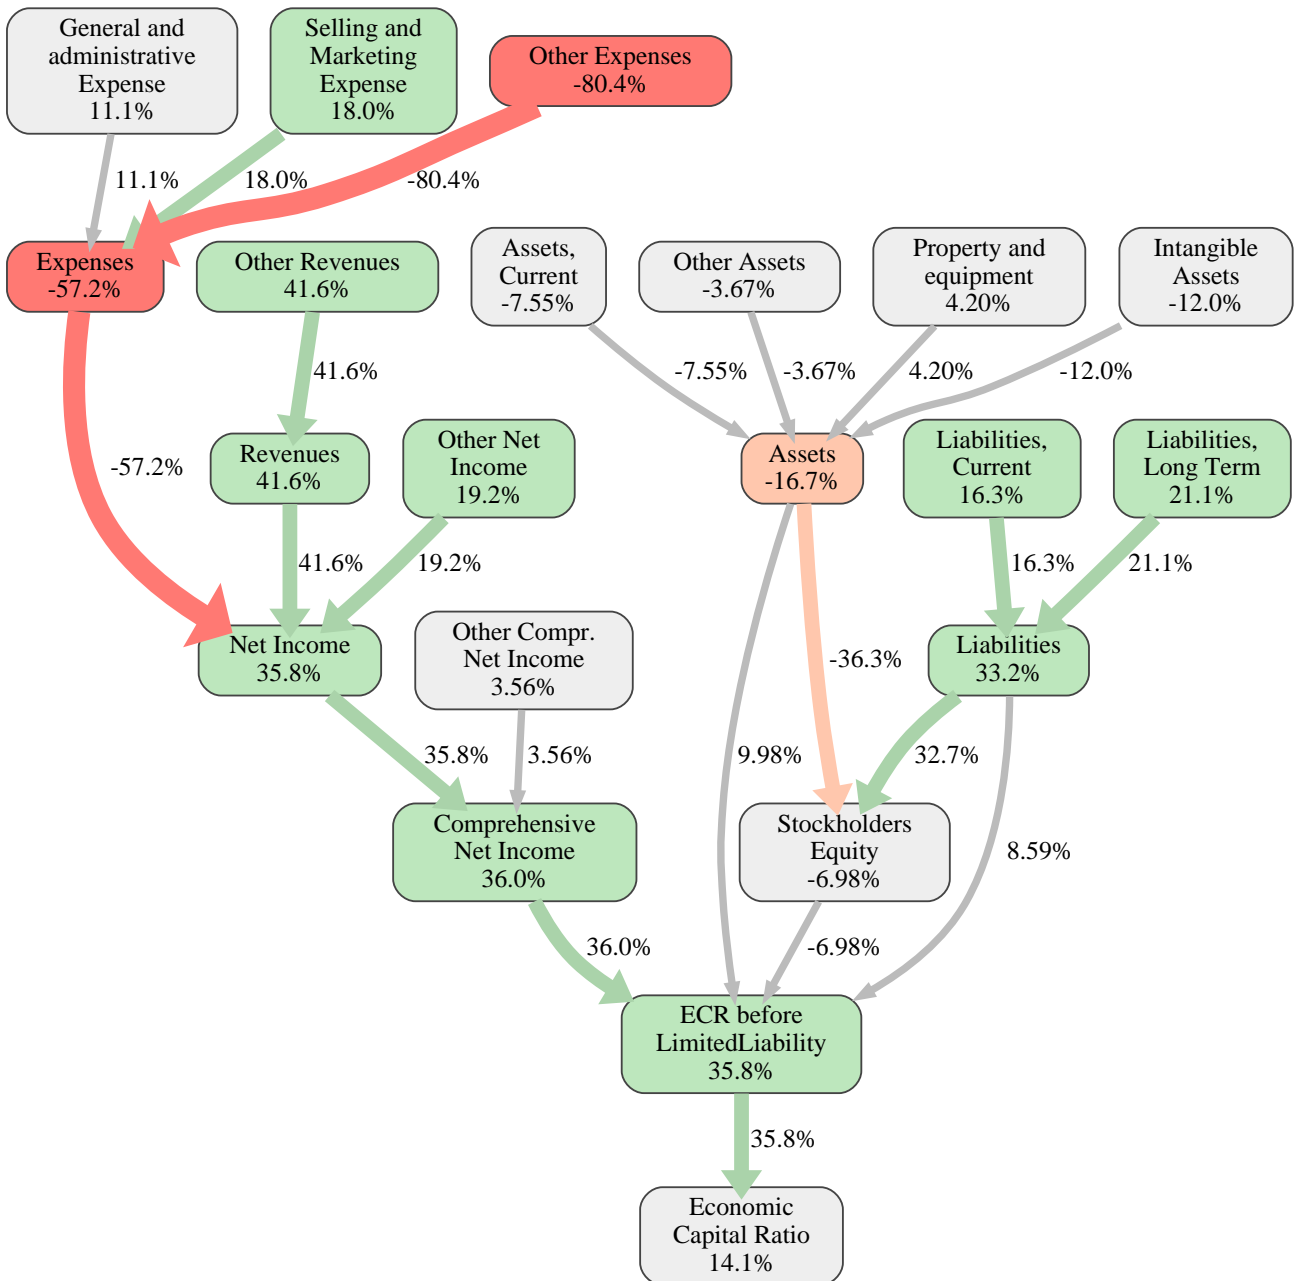 General and
administrative
Expense
11.1%
Selling and
Marketing
Expense
18.0%
Other Expenses
-80.4%
11.1%
18.0%
-80.4%
Expenses
-57.2%
Other Revenues
41.6%
Assets,
Current
-7.55%
Other Assets
-3.67%
Property and
equipment
4.20%
Intangible
Assets
-12.0%
41.6%
-7.55%
-3.67%
4.20%
-12.0%
-57.2%
Revenues
41.6%
Other Net
Income
19.2%
Assets
-16.7%
Liabilities,
Current
16.3%
Liabilities,
Long Term
21.1%
41.6%
19.2%
16.3%
21.1%
Net Income
35.8%
Other Compr.
Net Income
3.56%
-36.3%
Liabilities
33.2%
35.8%
3.56%
9.98%
32.7%
8.59%
Comprehensive
Net Income
36.0%
Stockholders
Equity
-6.98%
36.0%
-6.98%
ECR before
LimitedLiability
35.8%
35.8%
Economic
Capital Ratio
14.1%